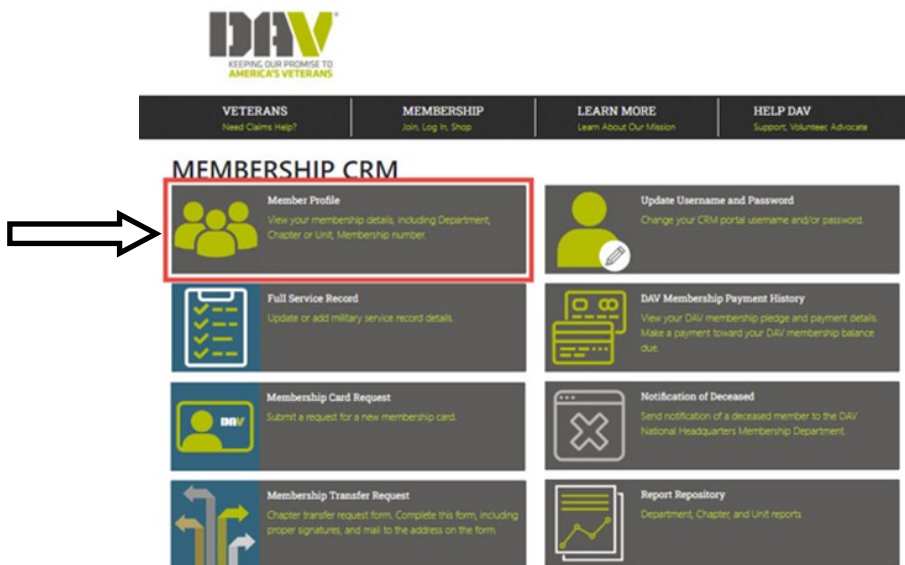 DAV
KEEPING OUR PROMISE TO
AMERICA'S VETERANS
VETERANS
Need Claims Help?
MEMBERSHIP
Join, Log In, Shop
LEARN MORE
Learn About Our Mission
HELP DAV
Support, Volunteer, Advocate
MEMBERSHIP CRM
Member Profile
View your membership details, including Department,
Chapter or Unit, Membership number.
Update Username and Password
Change your CRM portal username and/or password.
Full Service Record
Update or add military service record details.
DAV Membership Payment History
View your DAV membership pledge and payment details.
Make a payment toward your DAV membership balance
due.
Membership Card Request
Submit a request for a new membership card.
DAV
Notification of Deceased
Send notification of a deceased member to the DAV
National Headquarters Membership Department.
Membership Transfer Request
Chapter transfer request form. Complete this form, including
proper signatures, and mail to the address on the form.
Report Repository
Department, Chapter, and Unit reports